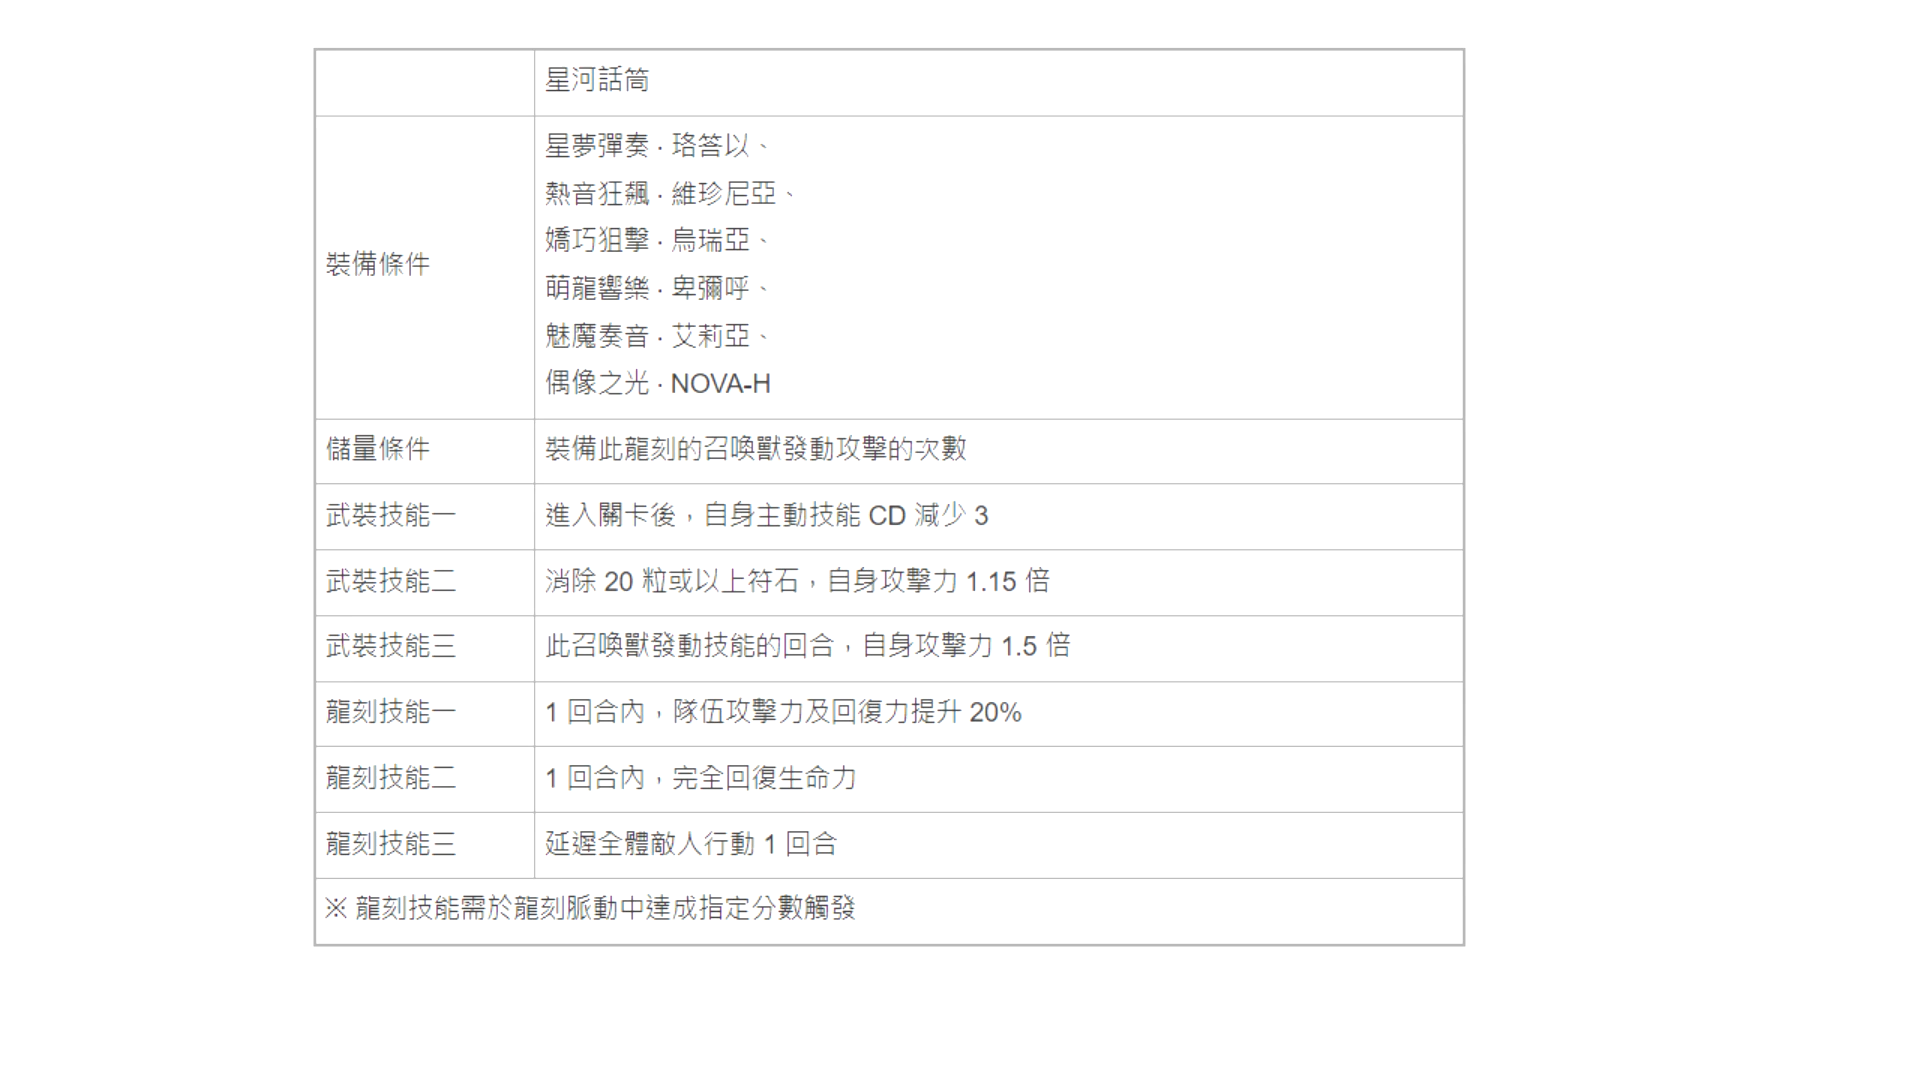 星河話筒
裝備條件
星夢彈奏 ‧ 珞答以、
熱音狂飆 ‧ 維珍尼亞、
嬌巧狙擊 ‧ 烏瑞亞、
萌龍響樂 ‧ 卑彌呼、
魅魔奏音 ‧ 艾莉亞、
偶像之光 ‧ NOVA-H
儲量條件 裝備此龍刻的召喚獸發動攻擊的次數
武裝技能一 進入關卡後，自身主動技能 CD 減少 3
武裝技能二 消除 20 粒或以上符石，自身攻擊力 1.15 倍
武裝技能三 此召喚獸發動技能的回合，自身攻擊力 1.5 倍
龍刻技能一 1 回合內，隊伍攻擊力及回復力提升 20%
龍刻技能二 1 回合內，完全回復生命力
龍刻技能三 延遲全體敵人行動 1 回合
※ 龍刻技能需於龍刻脈動中達成指定分數觸發